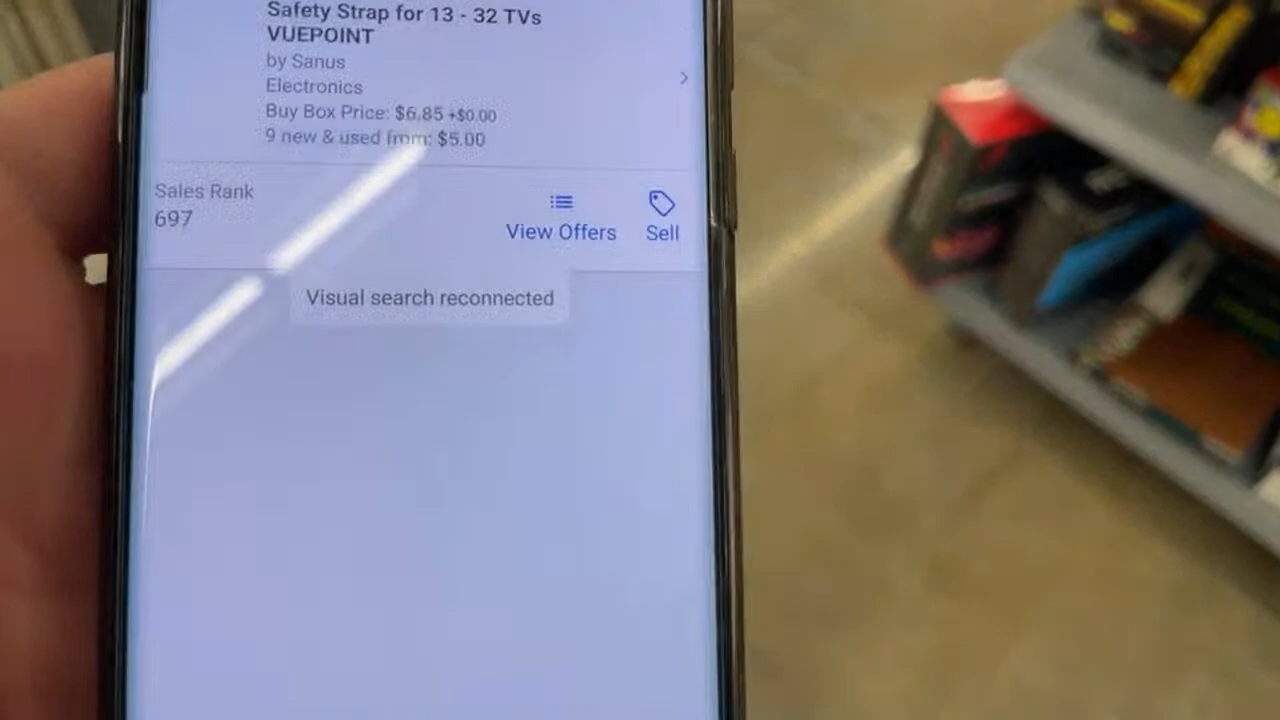 Safety Strap for 13 - 32 TVs
VUEPOINT
by Sanus
Electronics
Buy Box Price: $6.85 +$0.00
9 new & used from: $5.00
Sales Rank
697
View Offers
Sell
Visual search reconnected